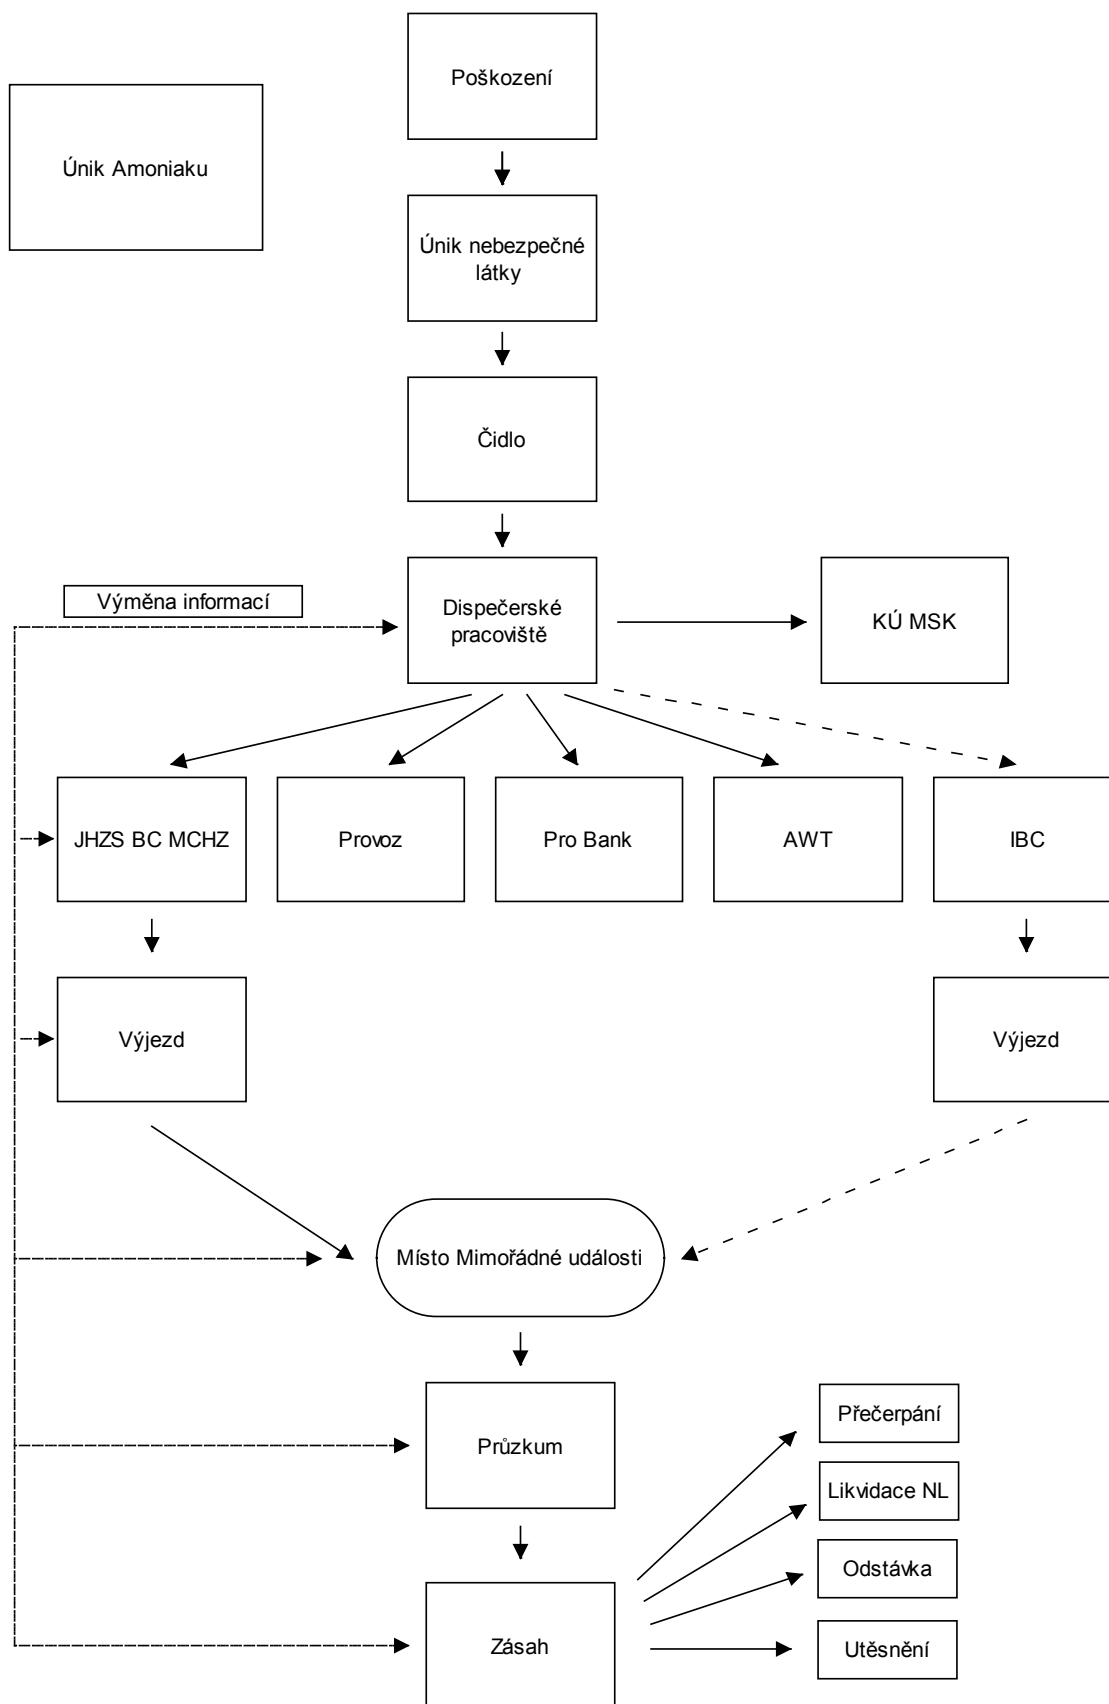 Poškození
Únik Amoniaku
Únik nebezpečné
látky
Čidlo
Výměna informací
Dispečerské
pracoviště
KÚ MSK
JHZS BC MCHZ
Provoz
Pro Bank
AWT
IBC
Výjezd
Výjezd
Místo Mimořádné události
Průzkum
Přečerpání
Likvidace NL
Odstávka
Zásah
Utěsnění